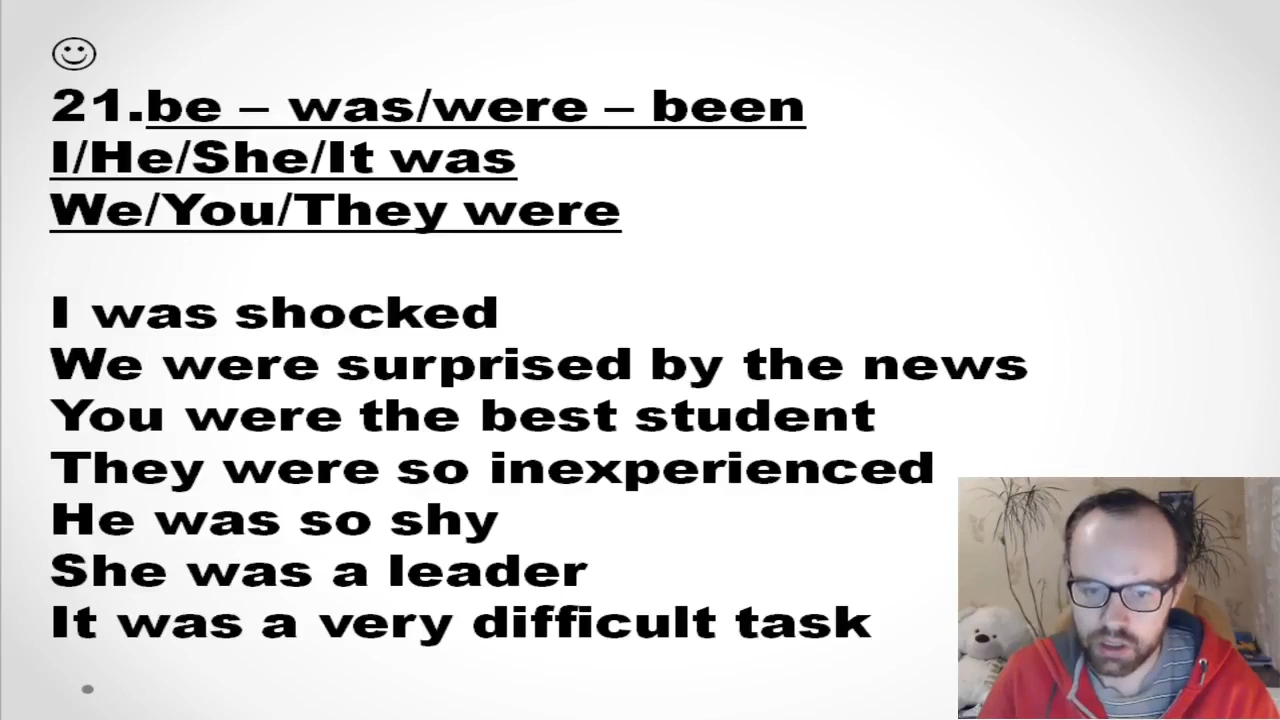 21.be – was/were – been
I/He/She/It was
We/You/They were
I was shocked
We were surprised by the news
You were the best student
They were so inexperienced
He was so shy
She was a leader
It was a very difficult task